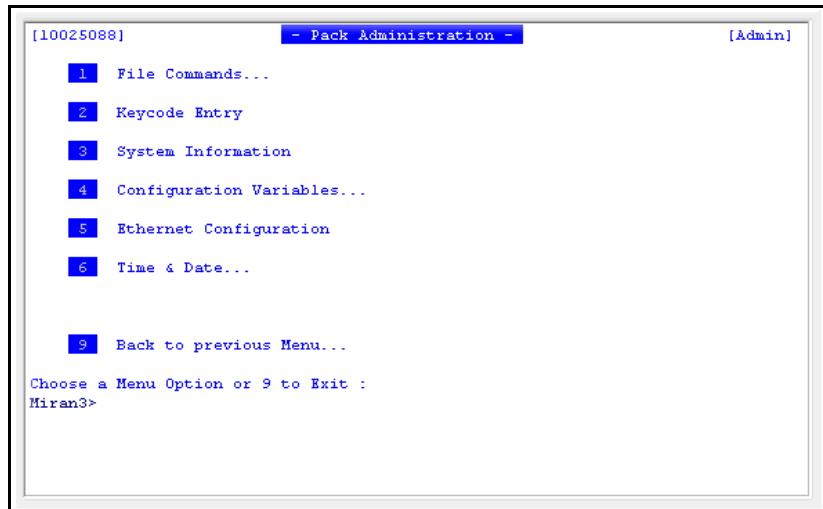 [10025088] - Pack Administration - [Admin]
1 File Commands...
2 Keycode Entry
3 System Information
4 Configuration Variables...
5 Ethernet Configuration
6 Time & Date...
9 Back to previous Menu...
Choose a Menu Option or 9 to Exit :
Miran3>